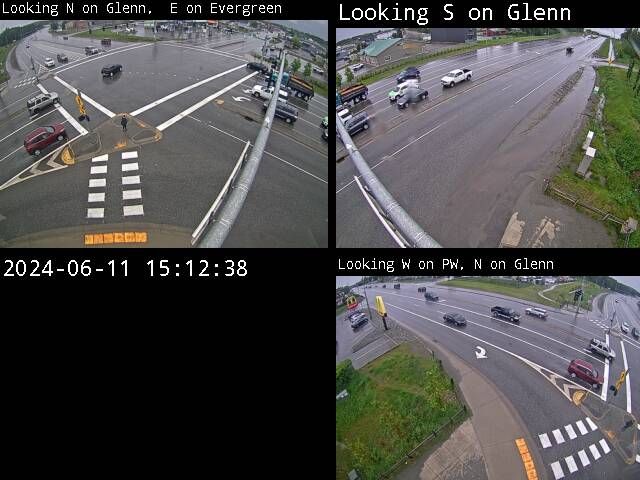 Looking N on Glenn, E on Evergreen
Looking S on Glenn
2024-06-11 15:12:38
Looking W on PW, N on Glenn